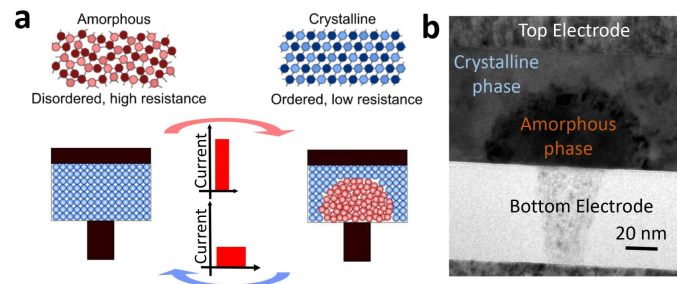 a
Amorphous
Disordered, high resistance
Crystalline
Ordered, low resistance
Current
Current
b
Top Electrode
Crystalline
phase
Amorphous
phase
Bottom Electrode
20 nm